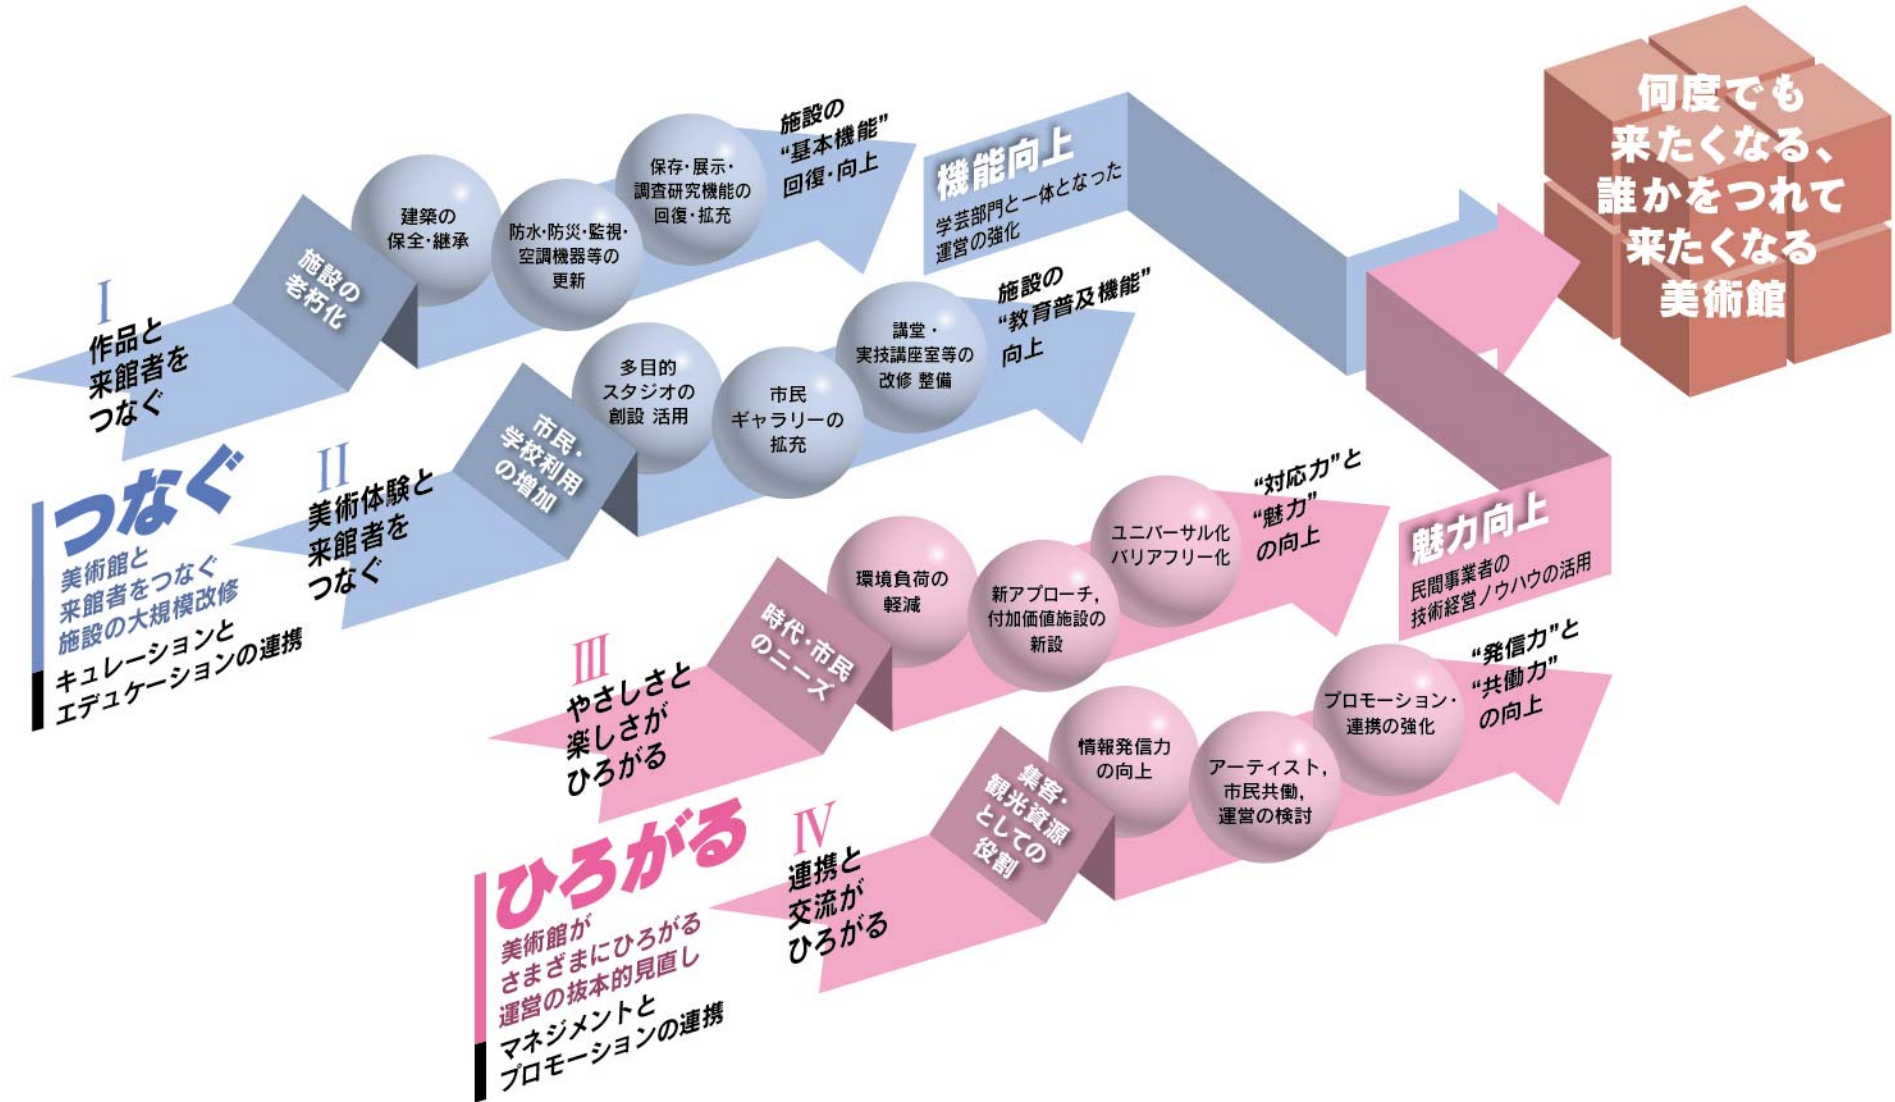 何度でも
来たくなる、
誰かをつれて
来たくなる
美術館
つなぐ
美術館と
来館者をつなぐ
施設の大規模改修
キュレーションと
エデュケーションの連携
Ⅰ
作品と
来館者を
つなぐ
施設の
老朽化
建築の
保全・継承
防水・防災・監視・
空調機器等の
更新
保存・展示・
調査研究機能の
回復・拡充
施設の
“基本機能”
回復・向上
Ⅱ
美術体験と
来館者を
つなぐ
市民・
学校利用
の増加
多目的
スタジオの
創設 活用
市民
ギャラリーの
拡充
講堂・
実技講座室等の
改修 整備
施設の
“教育普及機能”
向上
機能向上
学芸部門と一体となった
運営の強化
ひろがる
美術館が
さまざまにひろがる
運営の抜本的見直し
マネジメントと
プロモーションの連携
Ⅲ
やさしさと
楽しさが
ひろがる
時代・市民
のニーズ
環境負荷の
軽減
新アプローチ,
付加価値施設の
新設
ユニバーサル化
バリアフリー化
“対応力”と
“魅力”
の向上
Ⅳ
連携と
交流が
ひろがる
集客・
観光資源
としての
役割
情報発信力
の向上
アーティスト,
市民共働,
運営の検討
プロモーション・
連携の強化
“発信力”と
“共働力”
の向上
魅力向上
民間事業者の
技術経営ノウハウの活用